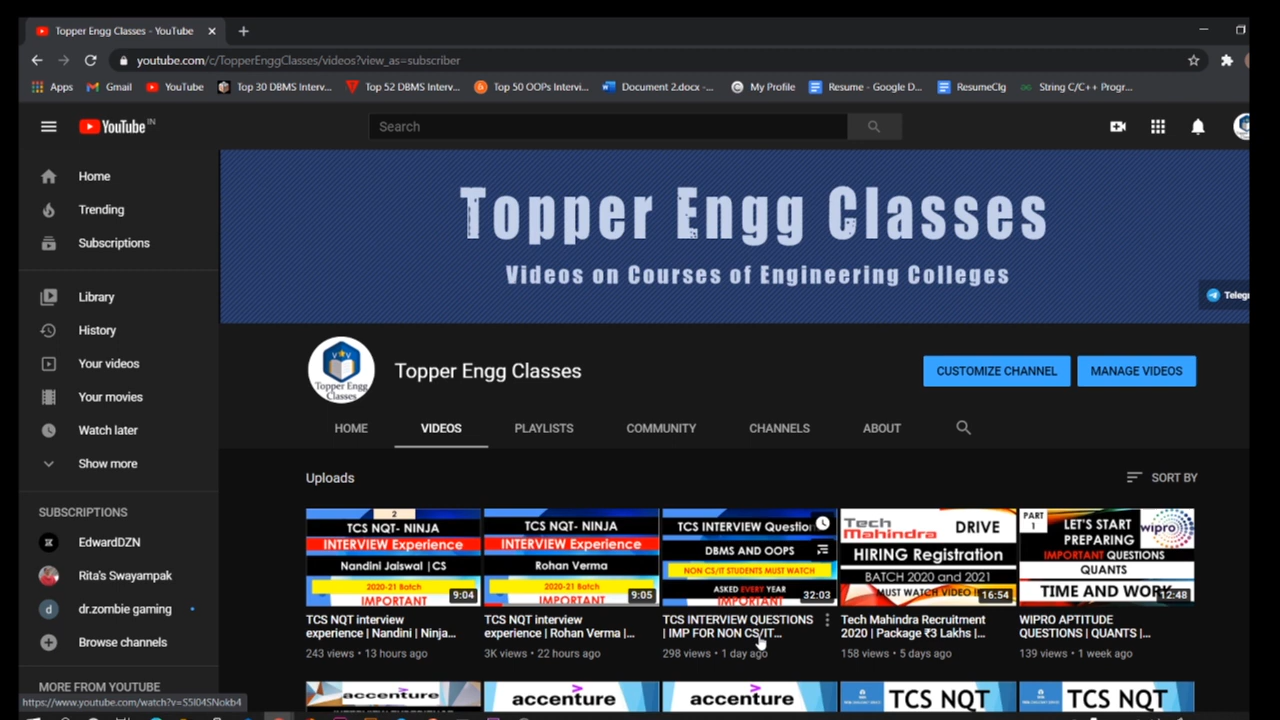 Topper Engg Classes - YouTube
youtube.com/c/TopperEnggClasses/videos?view_as=subscriber
Apps Gmail YouTube Top 30 DBMS Interv... Top 52 DBMS Interv... Top 50 OOPs Intervi... Document 2.docx -... My Profile Resume - Google D... ResumeClg String C/C++ Progr...
YouTube IN
Search
Home
Trending
Subscriptions
Library
History
Your videos
Your movies
Watch later
Show more
SUBSCRIPTIONS
EdwardDZN
Rita's Swayampak
dr.zombie gaming
Browse channels
MORE FROM YOUTUBE
https://www.youtube.com/watch?v=S5I04SNokb4
Topper Engg Classes
Videos on Courses of Engineering Colleges
Telegr
Topper Engg
Classes
Topper Engg Classes
CUSTOMIZE CHANNEL MANAGE VIDEOS
HOME VIDEOS PLAYLISTS COMMUNITY CHANNELS ABOUT
Uploads
SORT BY
2
TCS NQT- NINJA
INTERVIEW Experience
Nandini Jaiswal |CS
2020-21 Batch
IMPORTANT
9:04
TCS NQT interview
experience | Nandini | Ninja...
243 views • 13 hours ago
TCS NQT- NINJA
INTERVIEW Experience
Rohan Verma
2020-21 Batch
IMPORTANT
9:05
TCS NQT interview
experience | Rohan Verma |...
3K views • 22 hours ago
TCS INTERVIEW Question
DBMS AND OOPS
NON CS/IT STUDENTS MUST WATCH
ASKED EVERY YEAR
IMPORTANT
32:03
TCS INTERVIEW QUESTIONS
| IMP FOR NON CS/IT...
298 views • 1 day ago
Tech
Mahindra DRIVE
HIRING Registration
BATCH 2020 and 2021
MUST WATCH VIDEO
16:54
Tech Mahindra Recruitment
2020 | Package ₹3 Lakhs |...
158 views • 5 days ago
PART
1
LET'S START
PREPARING
wipro
IMPORTANT QUESTIONS
QUANTS
TIME AND WORK
12:48
WIPRO APTITUDE
QUESTIONS | QUANTS |...
139 views • 1 week ago
accenture
accenture
accenture
TCS NQT
TCS NQT